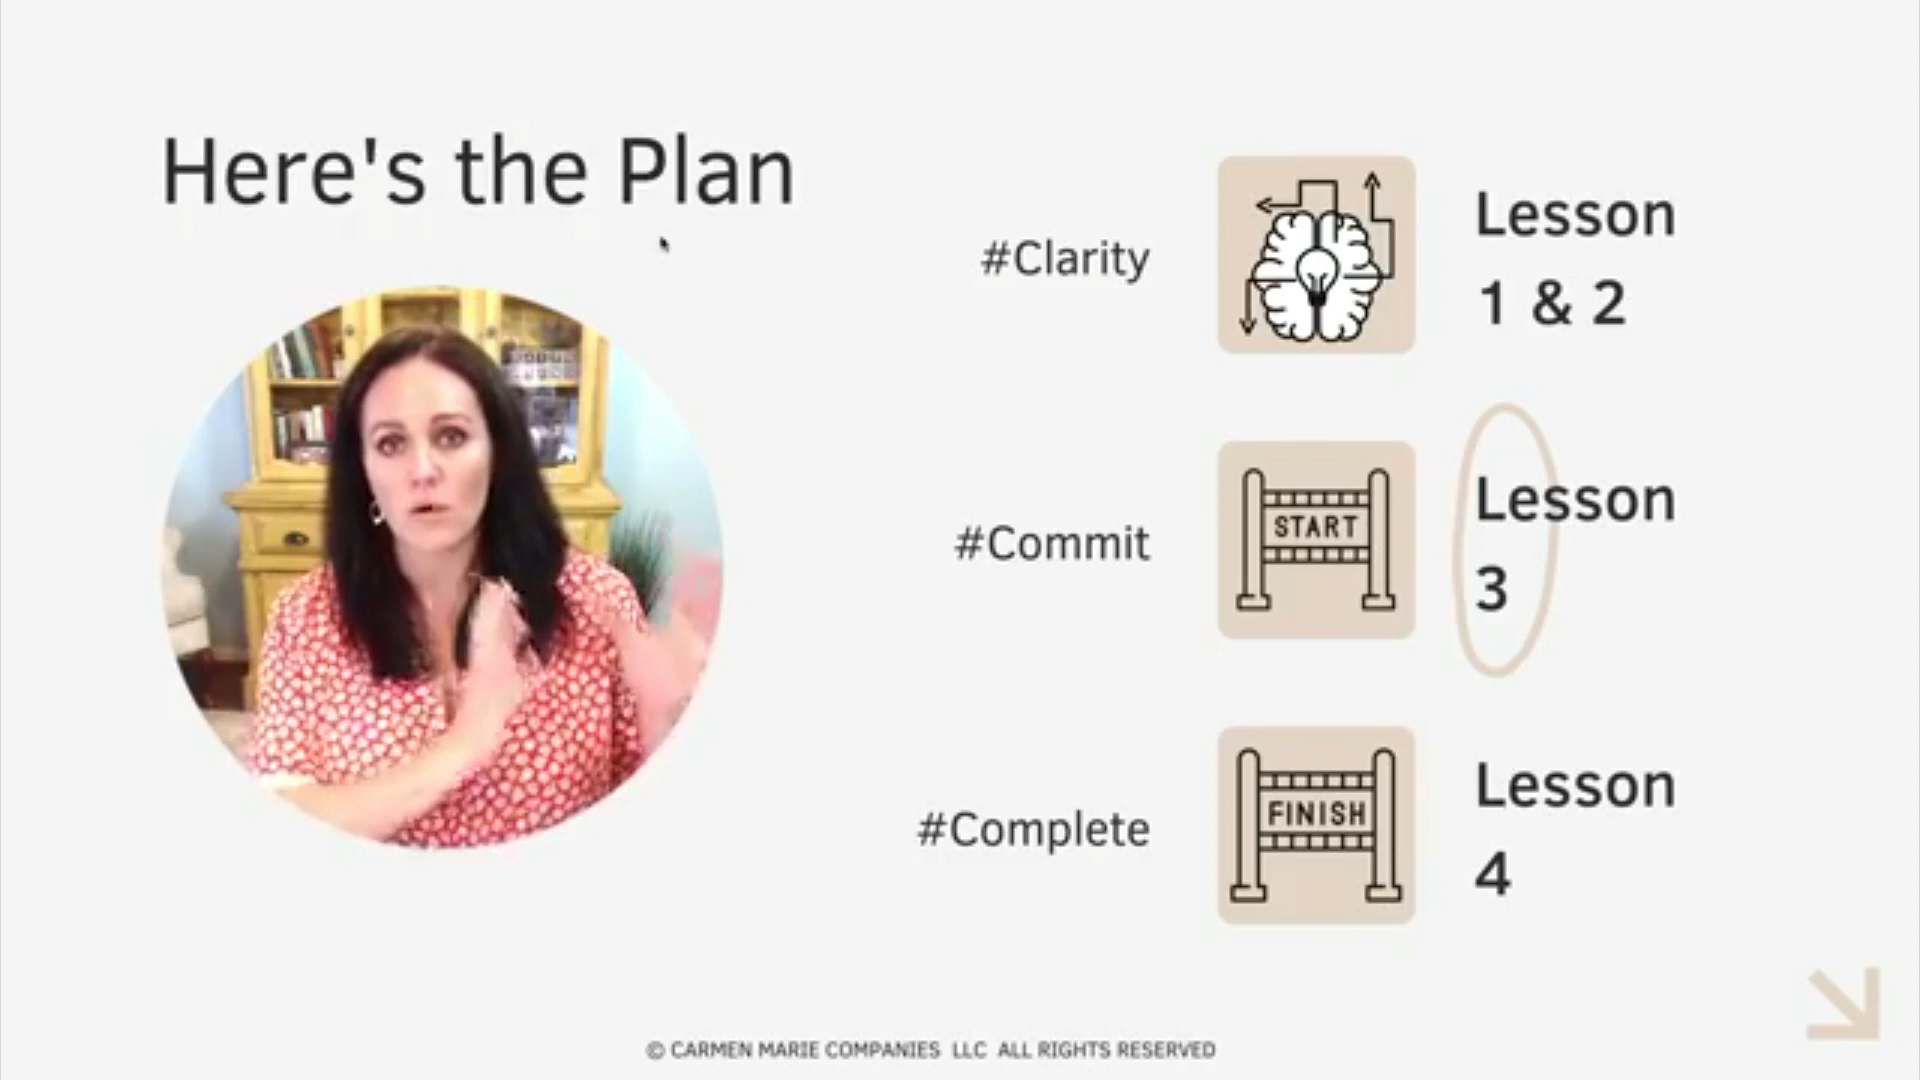 Here's the Plan
#Clarity
Lesson
1 & 2
#Commit
START
Lesson
3
#Complete
FINISH
Lesson
4
© CARMEN MARIE COMPANIES LLC ALL RIGHTS RESERVED